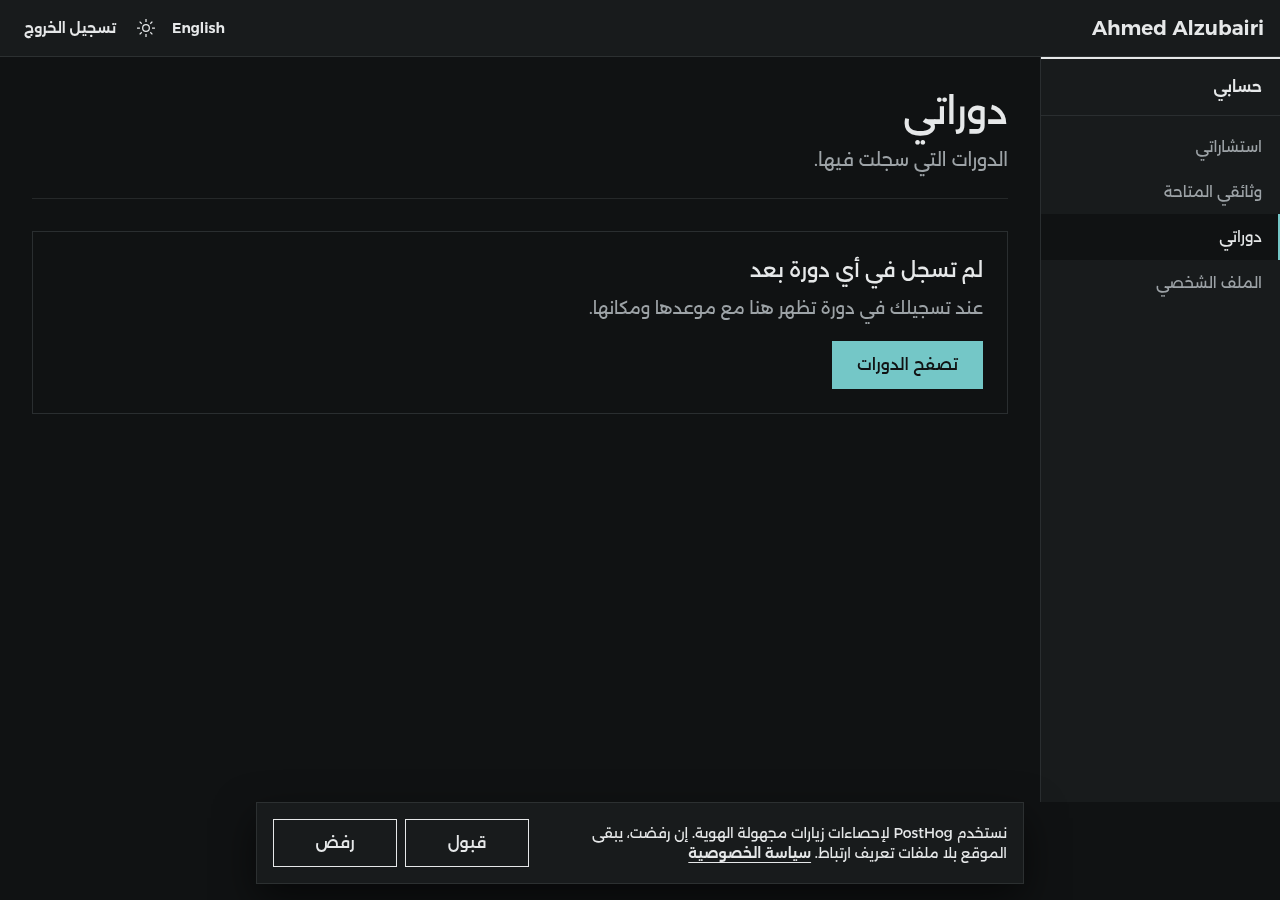 Ahmed Alzubairi
English
تسجيل الخروج
حسابي
استشاراتي
وثائقي المتاحة
دوراتي
الملف الشخصي
دوراتي
الدورات التي سجلت فيها.
لم تسجل في أي دورة بعد
عند تسجيلك في دورة تظهر هنا مع موعدها ومكانها.
تصفح الدورات
نستخدم PostHog لإحصاءات زيارات مجهولة الهوية. إن رفضت، يبقى
الموقع بلا ملفات تعريف ارتباط. سياسة الخصوصية
قبول
رفض